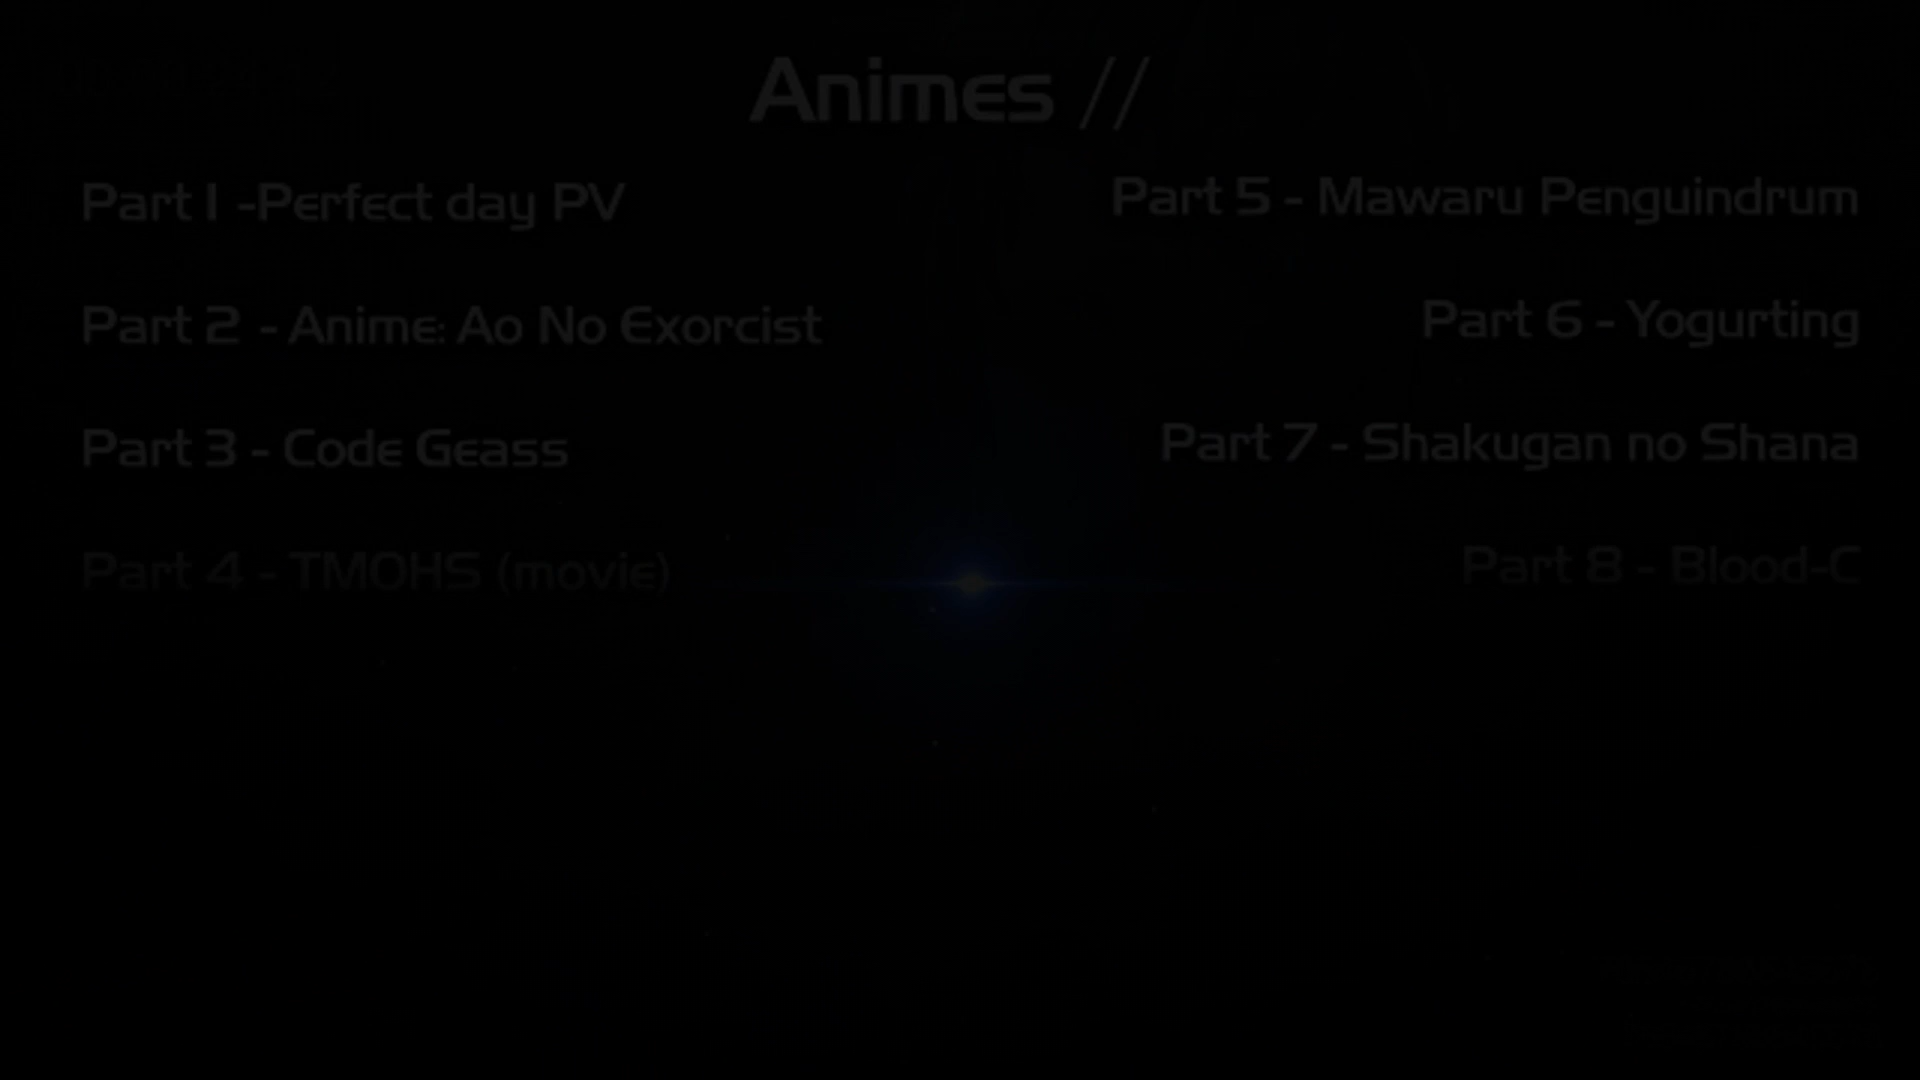 Animes //
Part 1 -Perfect day PV
Part 2 - Anime: Ao No Exorcist
Part 3 - Code Geass
Part 4 - TMOHS (movie)
Part 5 - Mawaru Penguindrum
Part 6 - Yogurting
Part 7 - Shakugan no Shana
Part 8 - Blood-C